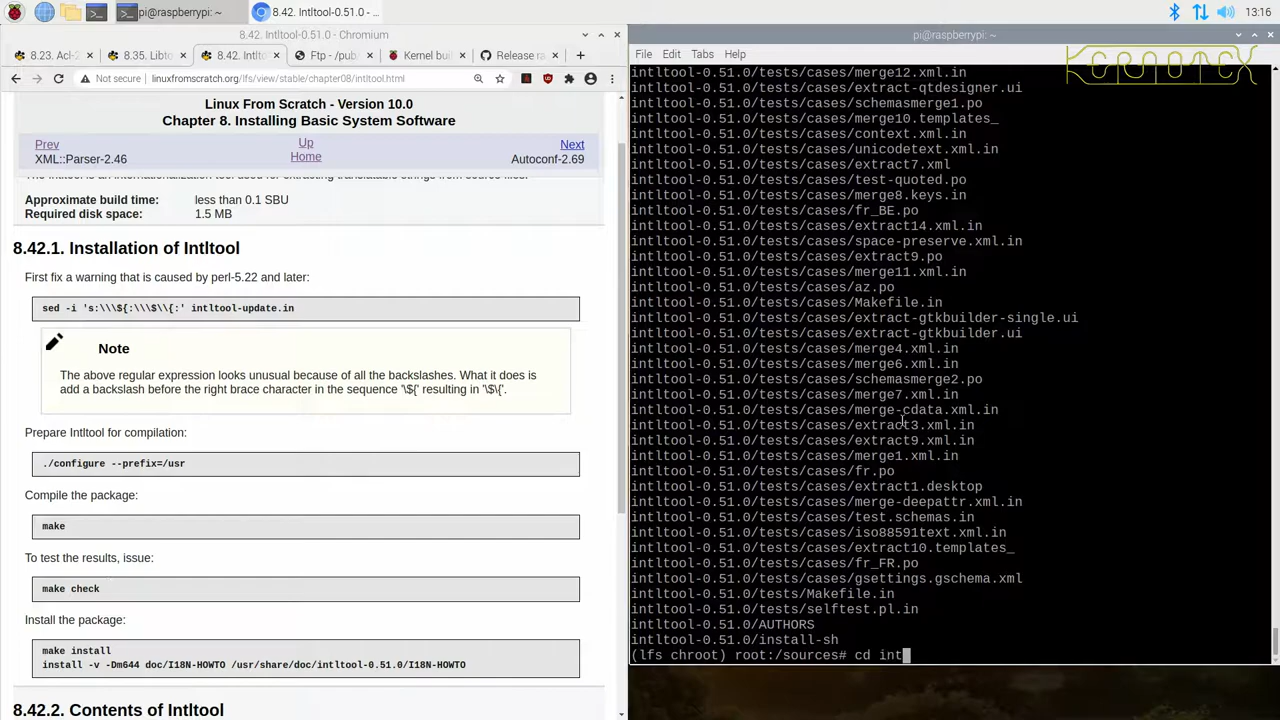 pi@raspberrypi: ~
8.42. Intltool-0.51.0 - ...
13:16
8.42. Intltool-0.51.0 - Chromium
8.23. Acl-2
8.35. Libto
8.42. Intlto
Ftp - /pub
Kernel buil
Release ra
Not secure | linuxfromscratch.org/lfs/view/stable/chapter08/intltool.html
Linux From Scratch - Version 10.0
Chapter 8. Installing Basic System Software
Prev
Up
Next
XML::Parser-2.46
Home
Autoconf-2.69
The Intltool is an internationalization tool used for extracting translatable strings from source files.
Approximate build time: less than 0.1 SBU
Required disk space: 1.5 MB
8.42.1. Installation of Intltool
First fix a warning that is caused by perl-5.22 and later:
sed -i 's:\\\${:\\\$\\{:' intltool-update.in
Note
The above regular expression looks unusual because of all the backslashes. What it does is
add a backslash before the right brace character in the sequence '\${' resulting in '\$\{'.
Prepare Intltool for compilation:
./configure --prefix=/usr
Compile the package:
make
To test the results, issue:
make check
Install the package:
make install
install -v -Dm644 doc/I18N-HOWTO /usr/share/doc/intltool-0.51.0/I18N-HOWTO
8.42.2. Contents of Intltool
pi@raspberrypi: ~
File Edit Tabs Help
intltool-0.51.0/tests/cases/merge12.xml.in
intltool-0.51.0/tests/cases/extract-qtdesigner.ui
intltool-0.51.0/tests/cases/schemasmerge1.po
intltool-0.51.0/tests/cases/merge10.templates_
intltool-0.51.0/tests/cases/context.xml.in
intltool-0.51.0/tests/cases/unicodetext.xml.in
intltool-0.51.0/tests/cases/extract7.xml
intltool-0.51.0/tests/cases/test-quoted.po
intltool-0.51.0/tests/cases/merge8.keys.in
intltool-0.51.0/tests/cases/fr_BE.po
intltool-0.51.0/tests/cases/extract14.xml.in
intltool-0.51.0/tests/cases/space-preserve.xml.in
intltool-0.51.0/tests/cases/extract9.po
intltool-0.51.0/tests/cases/merge11.xml.in
intltool-0.51.0/tests/cases/az.po
intltool-0.51.0/tests/cases/Makefile.in
intltool-0.51.0/tests/cases/extract-gtkbuilder-single.ui
intltool-0.51.0/tests/cases/extract-gtkbuilder.ui
intltool-0.51.0/tests/cases/merge4.xml.in
intltool-0.51.0/tests/cases/merge6.xml.in
intltool-0.51.0/tests/cases/schemasmerge2.po
intltool-0.51.0/tests/cases/merge7.xml.in
intltool-0.51.0/tests/cases/merge-cdata.xml.in
intltool-0.51.0/tests/cases/extract3.xml.in
intltool-0.51.0/tests/cases/extract9.xml.in
intltool-0.51.0/tests/cases/merge1.xml.in
intltool-0.51.0/tests/cases/fr.po
intltool-0.51.0/tests/cases/extract1.desktop
intltool-0.51.0/tests/cases/merge-deepattr.xml.in
intltool-0.51.0/tests/cases/test.schemas.in
intltool-0.51.0/tests/cases/iso88591text.xml.in
intltool-0.51.0/tests/cases/extract10.templates_
intltool-0.51.0/tests/cases/fr_FR.po
intltool-0.51.0/tests/cases/gsettings.gschema.xml
intltool-0.51.0/tests/Makefile.in
intltool-0.51.0/tests/selftest.pl.in
intltool-0.51.0/AUTHORS
intltool-0.51.0/install-sh
(lfs chroot) root:/sources# cd int